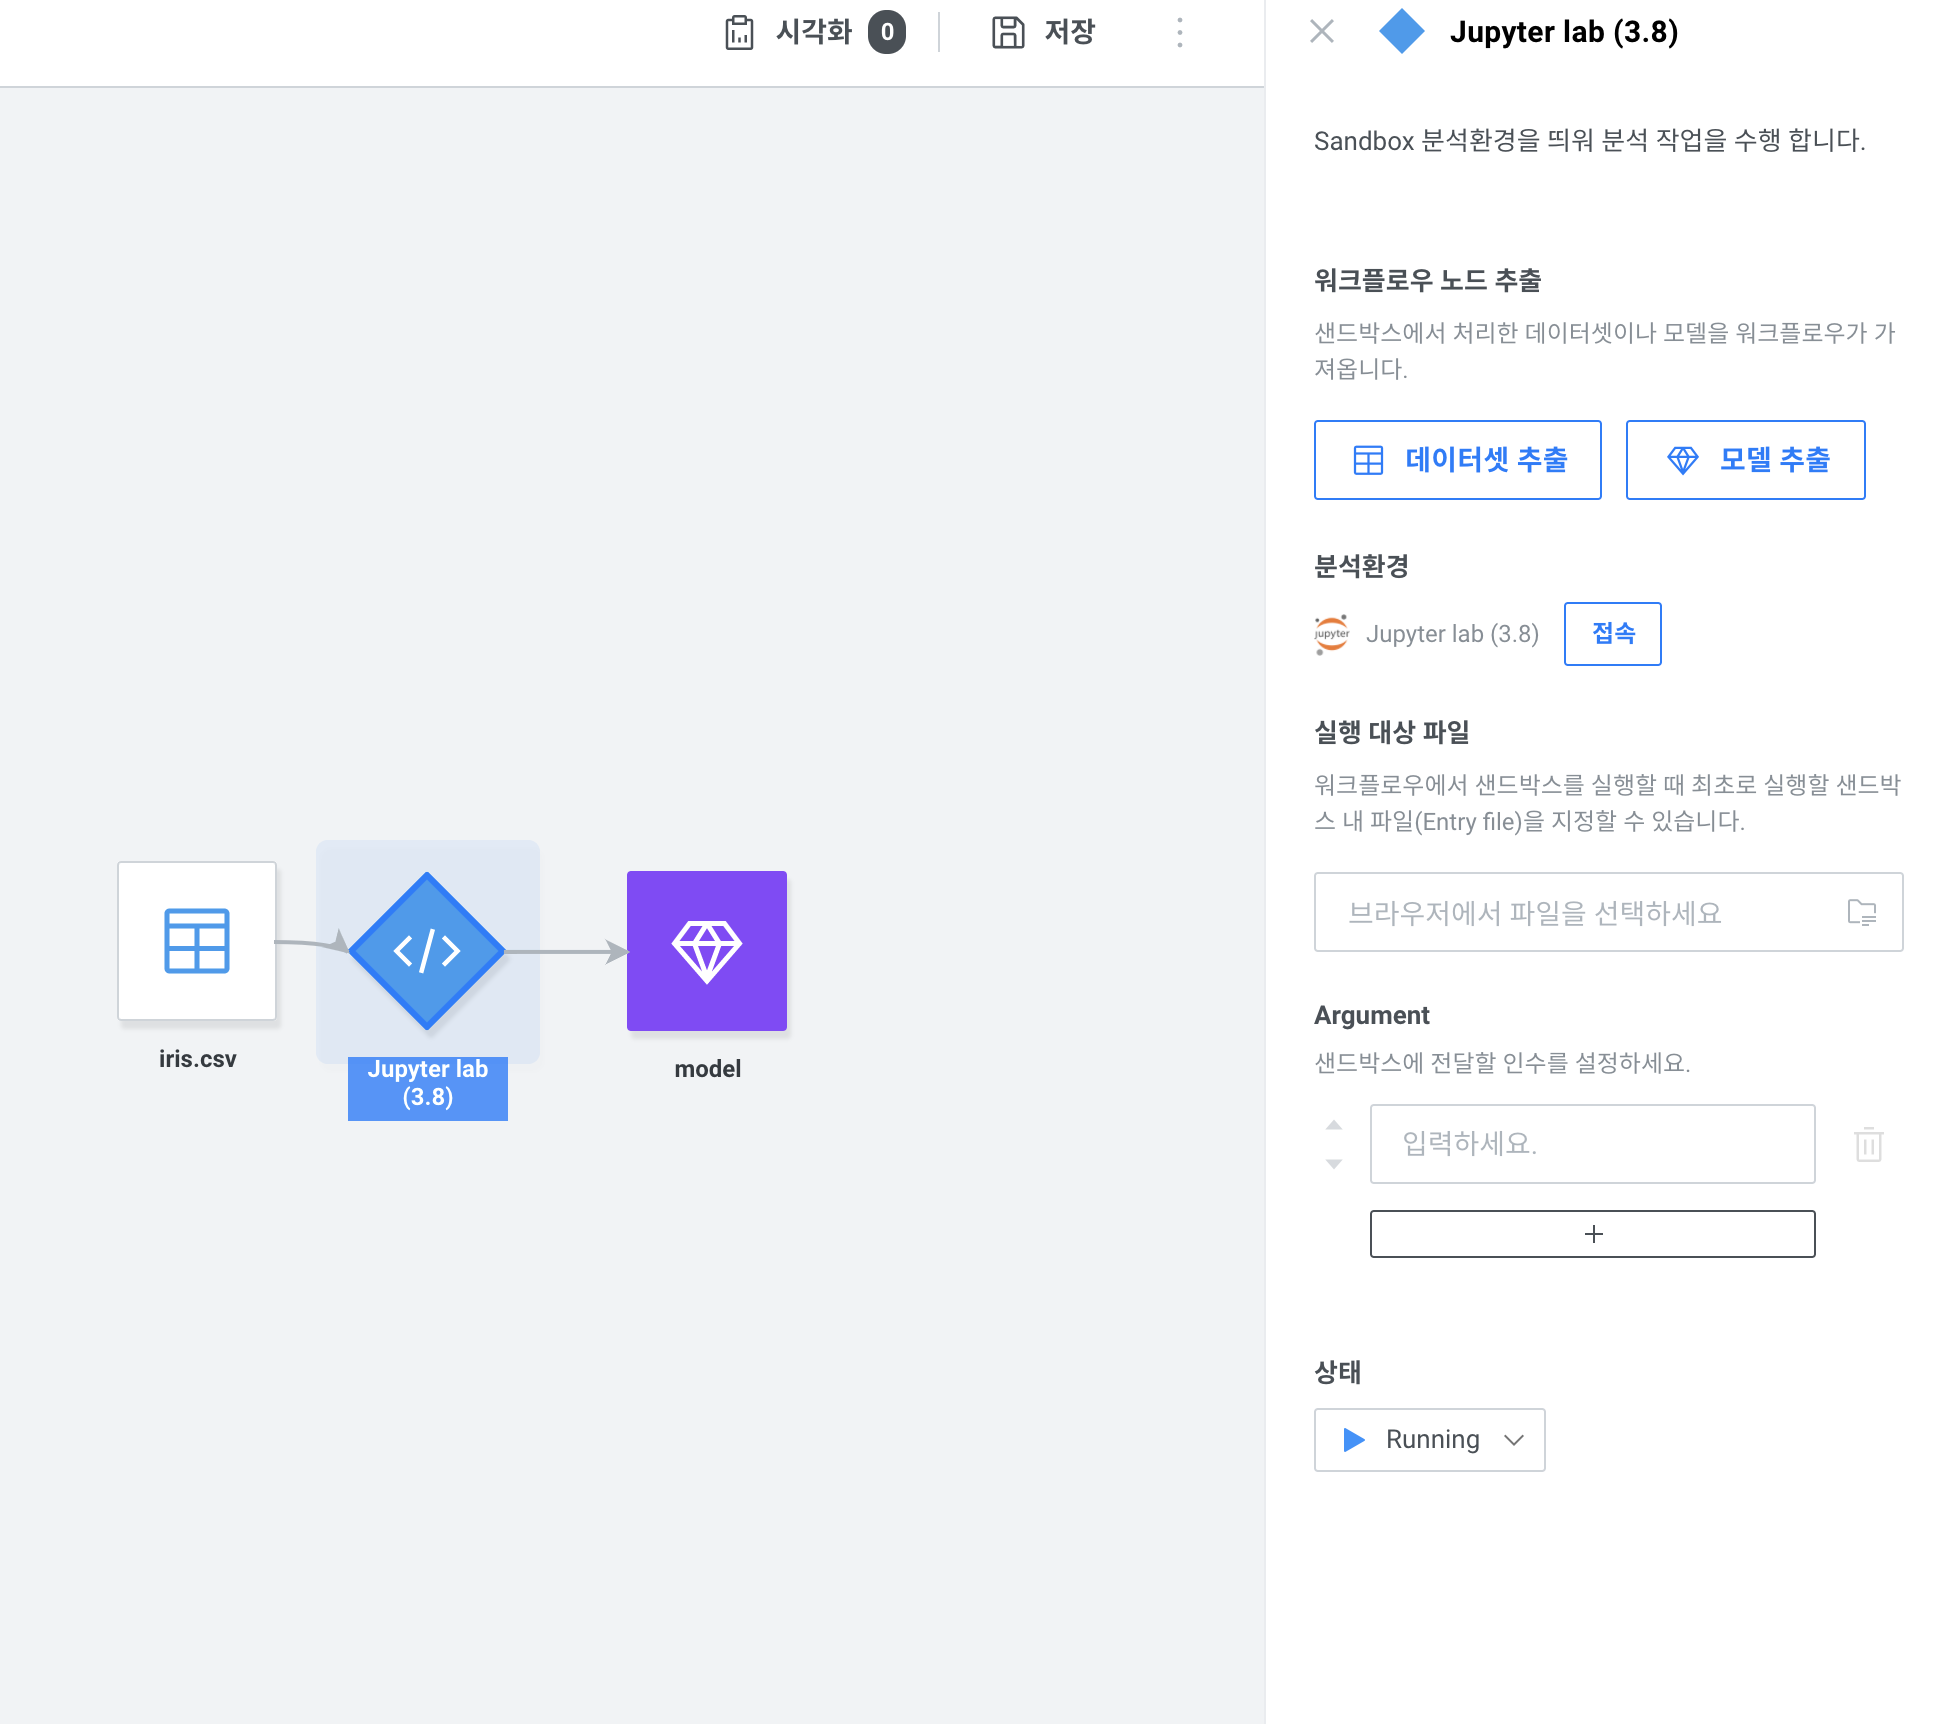 시각화 0
저장
Jupyter lab (3.8)
Sandbox 분석환경을 띄워 분석 작업을 수행 합니다.
워크플로우 노드 추출
샌드박스에서 처리한 데이터셋이나 모델을 워크플로우가 가
져옵니다.
데이터셋 추출
모델 추출
분석환경
jupyter
Jupyter lab (3.8)
접속
실행 대상 파일
워크플로우에서 샌드박스를 실행할 때 최초로 실행할 샌드박
스 내 파일(Entry file)을 지정할 수 있습니다.
브라우저에서 파일을 선택하세요
Argument
샌드박스에 전달할 인수를 설정하세요.
입력하세요.
+
상태
Running
iris.csv
</>
Jupyter lab
(3.8)
model